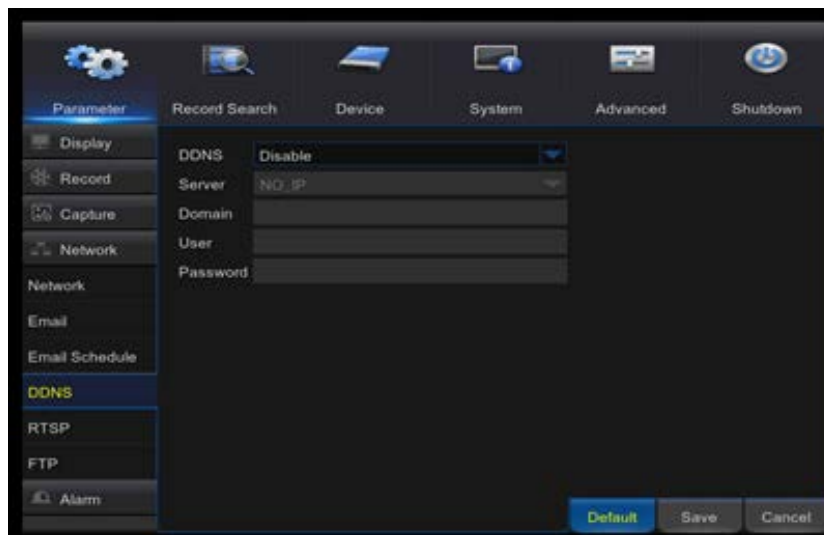 Parameter Record Search Device System Advanced Shutdown
Display
Record
Capture
Network
Network
Email
Email Schedule
DDNS
RTSP
FTP
Alarm
DDNS Disable
Server NO_IP
Domain
User
Password
Default Save Cancel